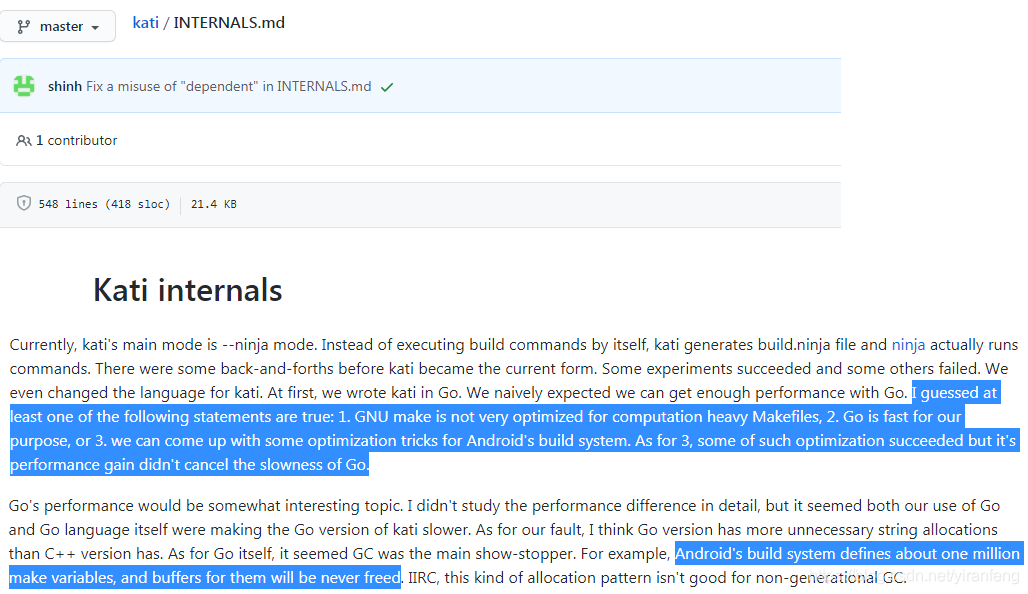 master
kati / INTERNALS.md
shinh Fix a misuse of "dependent" in INTERNALS.md
1 contributor
548 lines (418 sloc) 21.4 KB
Kati internals
Currently, kati's main mode is --ninja mode. Instead of executing build commands by itself, kati generates build.ninja file and ninja actually runs
commands. There were some back-and-forths before kati became the current form. Some experiments succeeded and some others failed. We
even changed the language for kati. At first, we wrote kati in Go. We naively expected we can get enough performance with Go. I guessed at
least one of the following statements are true: 1. GNU make is not very optimized for computation heavy Makefiles, 2. Go is fast for our
purpose, or 3. we can come up with some optimization tricks for Android's build system. As for 3, some of such optimization succeeded but it's
performance gain didn't cancel the slowness of Go.
Go's performance would be somewhat interesting topic. I didn't study the performance difference in detail, but it seemed both our use of Go
and Go language itself were making the Go version of kati slower. As for our fault, I think Go version has more unnecessary string allocations
than C++ version has. As for Go itself, it seemed GC was the main show-stopper. For example, Android's build system defines about one million
make variables, and buffers for them will be never freed. IIRC, this kind of allocation pattern isn't good for non-generational GC.